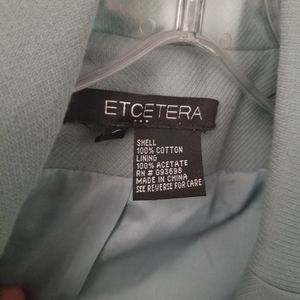 ETCETERA
SHELL
100% COTTON
LINING
100% ACETATE
RN # 093698
MADE IN CHINA
SEE REVERSE FOR CARE